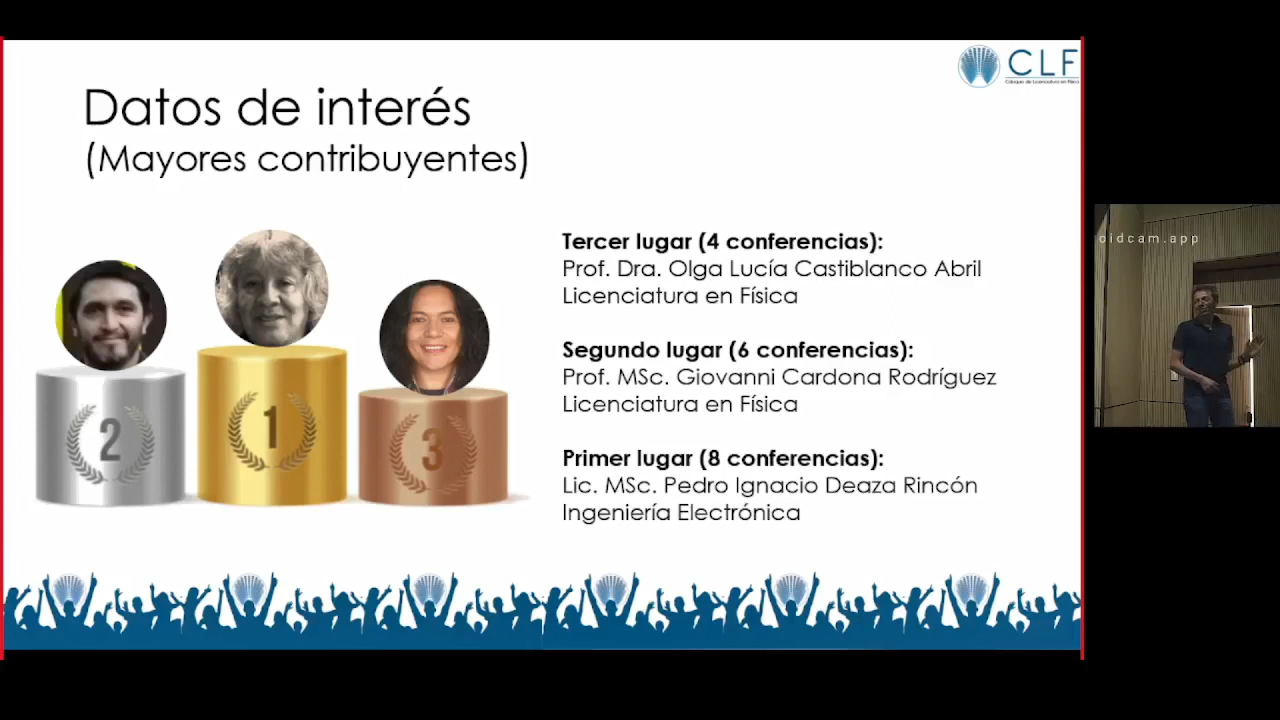 CLF
Coloquio de Licenciatura en Física
Datos de interés
(Mayores contribuyentes)
Tercer lugar (4 conferencias):
Prof. Dra. Olga Lucía Castiblanco Abril
Licenciatura en Física
Segundo lugar (6 conferencias):
Prof. MSc. Giovanni Cardona Rodríguez
Licenciatura en Física
Primer lugar (8 conferencias):
Lic. MSc. Pedro Ignacio Deaza Rincón
Ingeniería Electrónica
2
1
3
oidcam.app